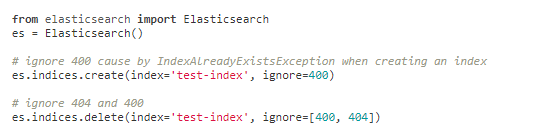 from elasticsearch import Elasticsearch
es = Elasticsearch()
# ignore 400 cause by IndexAlreadyExistsException when creating an index
es.indices.create(index='test-index', ignore=400)
# ignore 404 and 400
es.indices.delete(index='test-index', ignore=[400, 404])